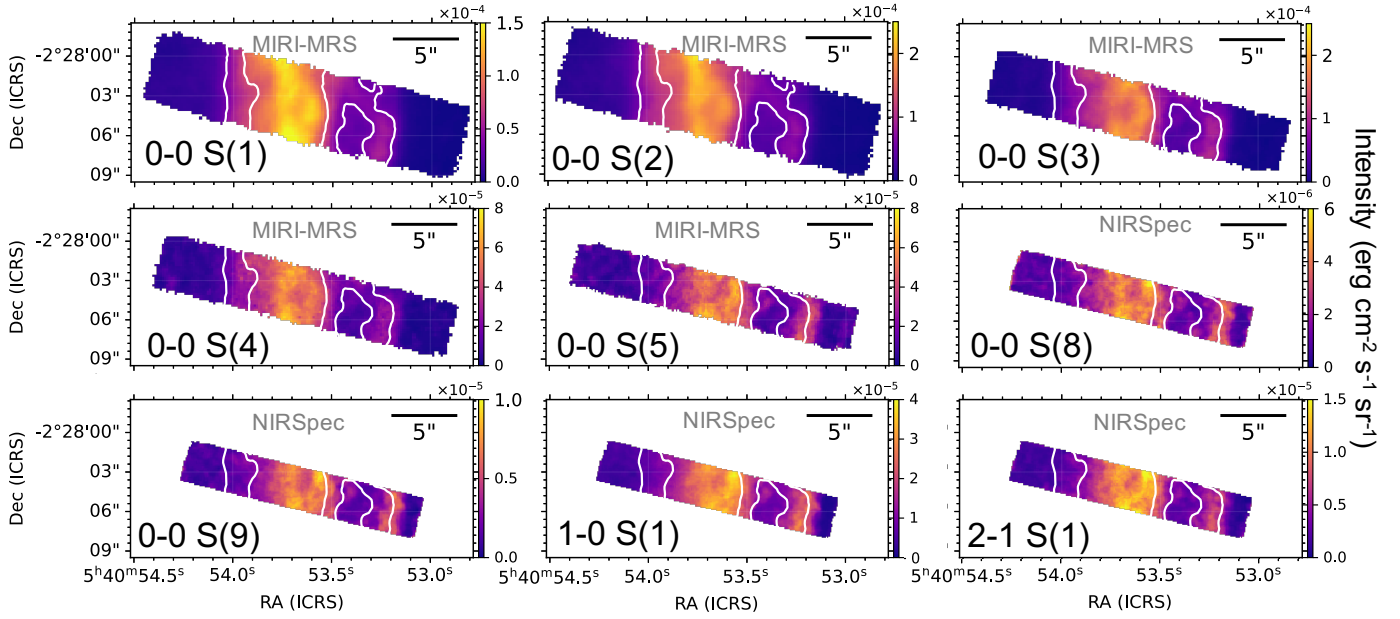 ×10⁻⁴ ×10⁻⁴ ×10⁻⁴
MIRI-MRS 5" 1.5 MIRI-MRS 5" MIRI-MRS 5"
-2°28'00" 1.0 2 2
03" 0.5 1 1
06"
09" 0.0 0 0
0-0 S(1) 0-0 S(2) 0-0 S(3)
Dec (ICRS)
×10⁻⁵ ×10⁻⁵ ×10⁻⁶
MIRI-MRS 5" 8 MIRI-MRS 5" 8 NIRSpec 5" 6
-2°28'00" 6 6 4
03" 4 4
06" 2 2 2
09" 0 0 0
0-0 S(4) 0-0 S(5) 0-0 S(8)
Dec (ICRS)
×10⁻⁵ ×10⁻⁵ ×10⁻⁵
NIRSpec 5" 1.0 NIRSpec 5" 4 NIRSpec 5" 1.5
-2°28'00" 3 1.0
03" 0.5 2
06" 1 0.5
09" 0.0 0 0.0
0-0 S(9) 1-0 S(1) 2-1 S(1)
Dec (ICRS)
5ʰ40ᵐ54.5ˢ 54.0ˢ 53.5ˢ 53.0ˢ 5ʰ40ᵐ54.5ˢ 54.0ˢ 53.5ˢ 53.0ˢ 5ʰ40ᵐ54.5ˢ 54.0ˢ 53.5ˢ 53.0ˢ
RA (ICRS) RA (ICRS) RA (ICRS)
Intensity (erg cm⁻² s⁻¹ sr⁻¹)